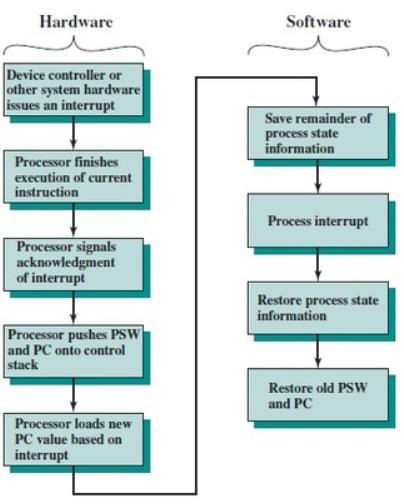 Hardware
Device controller or
other system hardware
issues an interrupt
Processor finishes
execution of current
instruction
Processor signals
acknowledgment
of interrupt
Processor pushes PSW
and PC onto control
stack
Processor loads new
PC value based on
interrupt
Software
Save remainder of
process state
information
Process interrupt
Restore process state
information
Restore old PSW
and PC